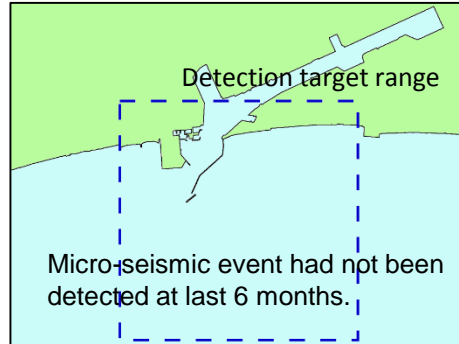 Detection target range
Micro-seismic event had not been
detected at last 6 months.